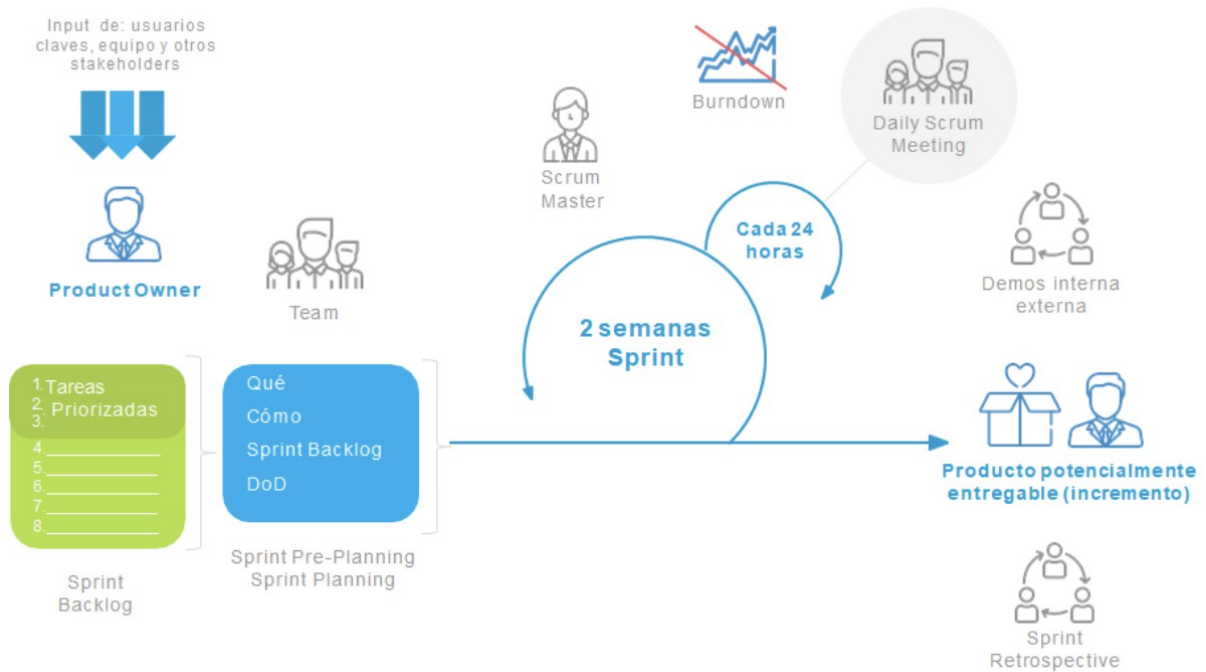 Input de: usuarios
claves, equipo y otros
stakeholders
Product Owner
Team
Scrum
Master
Burndown
Daily Scrum
Meeting
Cada 24
horas
2 semanas
Sprint
Demos interna
externa
1. Tareas
2. Priorizadas
3.
4.
5.
6.
7.
8.
Sprint
Backlog
Qué
Cómo
Sprint Backlog
DoD
Sprint Pre-Planning
Sprint Planning
Producto potencialmente
entregable (incremento)
Sprint
Retrospective